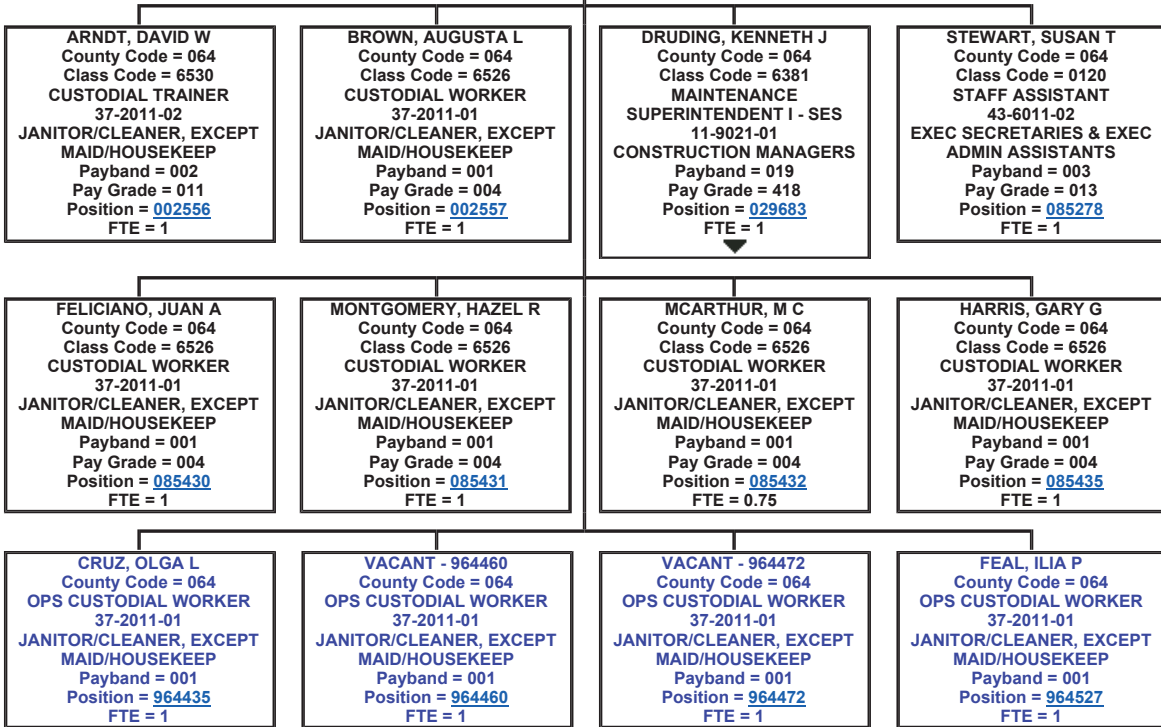 ARNDT, DAVID W
County Code = 064
Class Code = 6530
CUSTODIAL TRAINER
37-2011-02
JANITOR/CLEANER, EXCEPT
MAID/HOUSEKEEP
Payband = 002
Pay Grade = 011
Position = 002556
FTE = 1
BROWN, AUGUSTA L
County Code = 064
Class Code = 6526
CUSTODIAL WORKER
37-2011-01
JANITOR/CLEANER, EXCEPT
MAID/HOUSEKEEP
Payband = 001
Pay Grade = 004
Position = 002557
FTE = 1
DRUDING, KENNETH J
County Code = 064
Class Code = 6381
MAINTENANCE
SUPERINTENDENT I - SES
11-9021-01
CONSTRUCTION MANAGERS
Payband = 019
Pay Grade = 418
Position = 029683
FTE = 1
STEWART, SUSAN T
County Code = 064
Class Code = 0120
STAFF ASSISTANT
43-6011-02
EXEC SECRETARIES & EXEC
ADMIN ASSISTANTS
Payband = 003
Pay Grade = 013
Position = 085278
FTE = 1
FELICIANO, JUAN A
County Code = 064
Class Code = 6526
CUSTODIAL WORKER
37-2011-01
JANITOR/CLEANER, EXCEPT
MAID/HOUSEKEEP
Payband = 001
Pay Grade = 004
Position = 085430
FTE = 1
MONTGOMERY, HAZEL R
County Code = 064
Class Code = 6526
CUSTODIAL WORKER
37-2011-01
JANITOR/CLEANER, EXCEPT
MAID/HOUSEKEEP
Payband = 001
Pay Grade = 004
Position = 085431
FTE = 1
MCARTHUR, M C
County Code = 064
Class Code = 6526
CUSTODIAL WORKER
37-2011-01
JANITOR/CLEANER, EXCEPT
MAID/HOUSEKEEP
Payband = 001
Pay Grade = 004
Position = 085432
FTE = 0.75
HARRIS, GARY G
County Code = 064
Class Code = 6526
CUSTODIAL WORKER
37-2011-01
JANITOR/CLEANER, EXCEPT
MAID/HOUSEKEEP
Payband = 001
Pay Grade = 004
Position = 085435
FTE = 1
CRUZ, OLGA L
County Code = 064
OPS CUSTODIAL WORKER
37-2011-01
JANITOR/CLEANER, EXCEPT
MAID/HOUSEKEEP
Payband = 001
Position = 964435
FTE = 1
VACANT - 964460
County Code = 064
OPS CUSTODIAL WORKER
37-2011-01
JANITOR/CLEANER, EXCEPT
MAID/HOUSEKEEP
Payband = 001
Position = 964460
FTE = 1
VACANT - 964472
County Code = 064
OPS CUSTODIAL WORKER
37-2011-01
JANITOR/CLEANER, EXCEPT
MAID/HOUSEKEEP
Payband = 001
Position = 964472
FTE = 1
FEAL, ILIA P
County Code = 064
OPS CUSTODIAL WORKER
37-2011-01
JANITOR/CLEANER, EXCEPT
MAID/HOUSEKEEP
Payband = 001
Position = 964527
FTE = 1